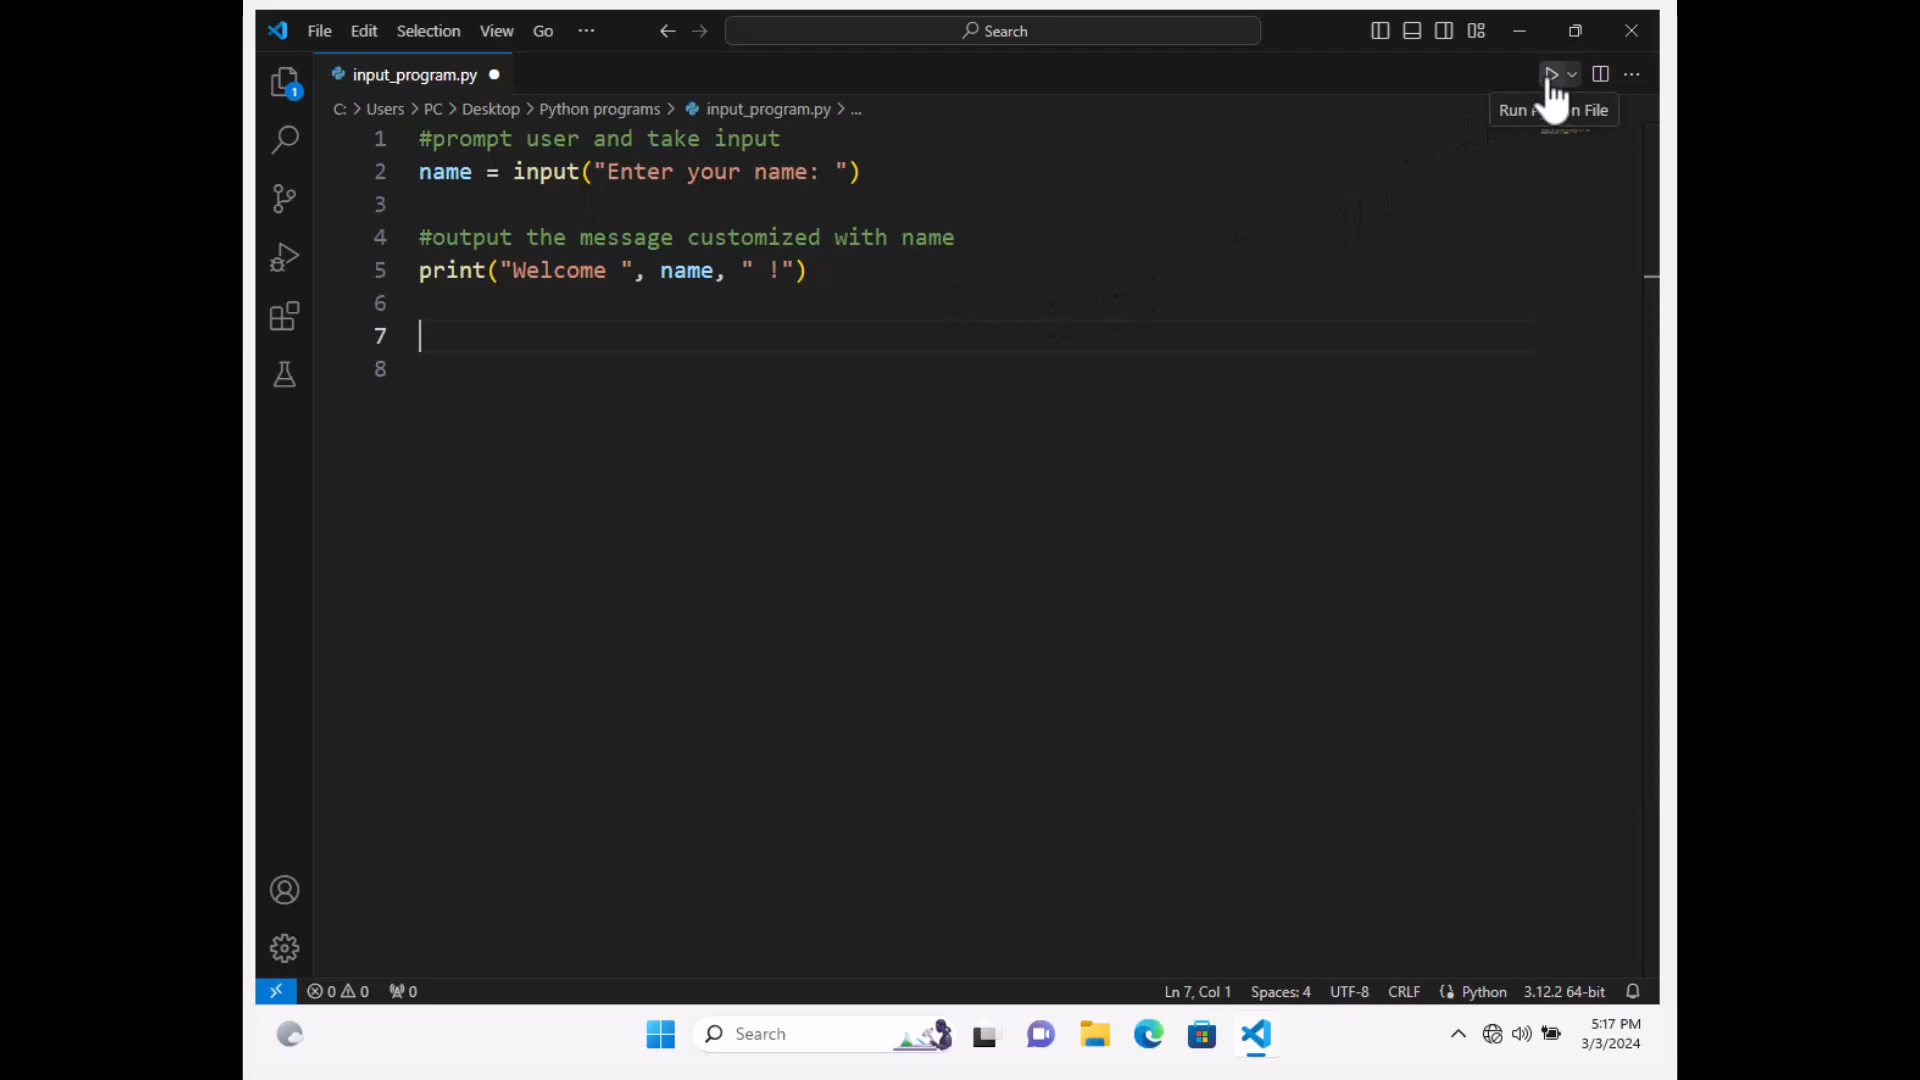 File Edit Selection View Go ··· Search
input_program.py
C: > Users > PC > Desktop > Python programs > input_program.py > ...
Run File
1 #prompt user and take input
2 name = input("Enter your name: ")
3
4 #output the message customized with name
5 print("Welcome ", name, " !")
6
7
8
1
0 0 0 Ln 7, Col 1 Spaces: 4 UTF-8 CRLF Python 3.12.2 64-bit
Search
5:17 PM
3/3/2024